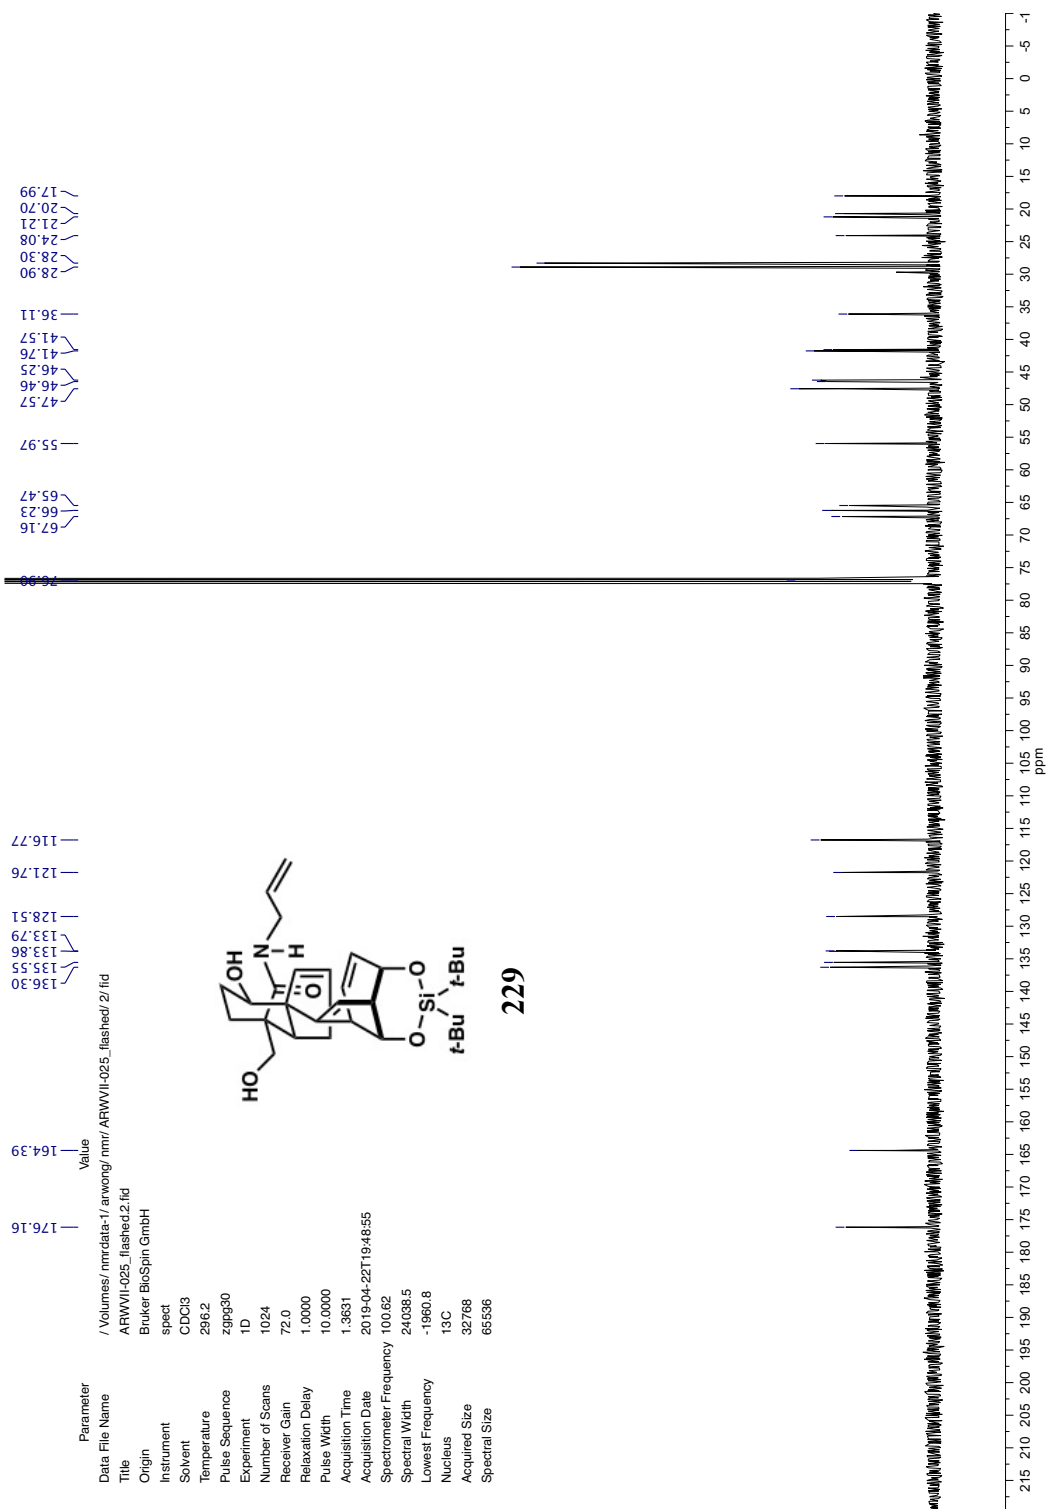 Parameter Value
Data File Name / Volumes/ nmrdata-1/ arwong/ nmr/ ARWVII-025_flashed/ 2/ fid
Title ARWVII-025_flashed.2.fid
Origin Bruker BioSpin GmbH
Instrument spect
Solvent CDCl3
Temperature 296.2
Pulse Sequence zgpg30
Experiment 1D
Number of Scans 1024
Receiver Gain 72.0
Relaxation Delay 1.0000
Pulse Width 10.0000
Acquisition Time 1.3631
Acquisition Date 2019-04-22T19:48:55
Spectrometer Frequency 100.62
Spectral Width 24038.5
Lowest Frequency -1960.8
Nucleus 13C
Acquired Size 32768
Spectral Size 65536
176.16
164.39
136.30
135.55
133.86
133.79
128.51
121.76
116.77
76.90
67.16
66.23
65.47
55.97
47.57
46.46
46.25
41.76
41.57
36.11
28.90
28.30
24.08
21.21
20.70
17.99
HO
OH
N
H
O
O
O
Si
t-Bu
t-Bu
229
215 210 205 200 195 190 185 180 175 170 165 160 155 150 145 140 135 130 125 120 115 110 105 100 95 90 85 80 75 70 65 60 55 50 45 40 35 30 25 20 15 10 5 0 -5 -1
ppm